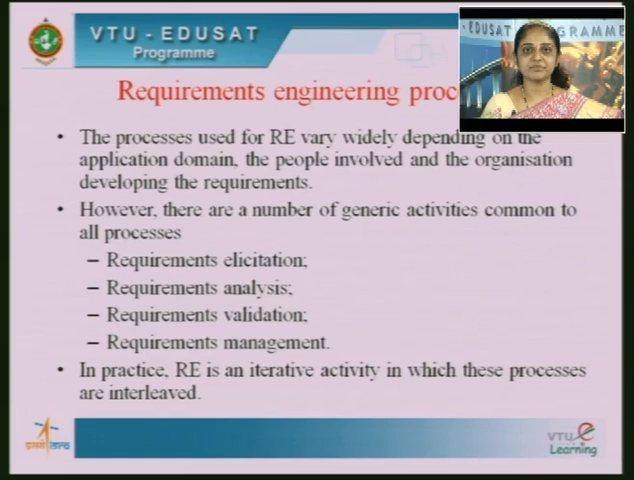 VTU - EDUSAT
Programme
- EDUSAT PROGRAMME
Requirements engineering proc
• The processes used for RE vary widely depending on the
application domain, the people involved and the organisation
developing the requirements.
• However, there are a number of generic activities common to
all processes
– Requirements elicitation;
– Requirements analysis;
– Requirements validation;
– Requirements management.
• In practice, RE is an iterative activity in which these processes
are interleaved.
VTU e
Learning